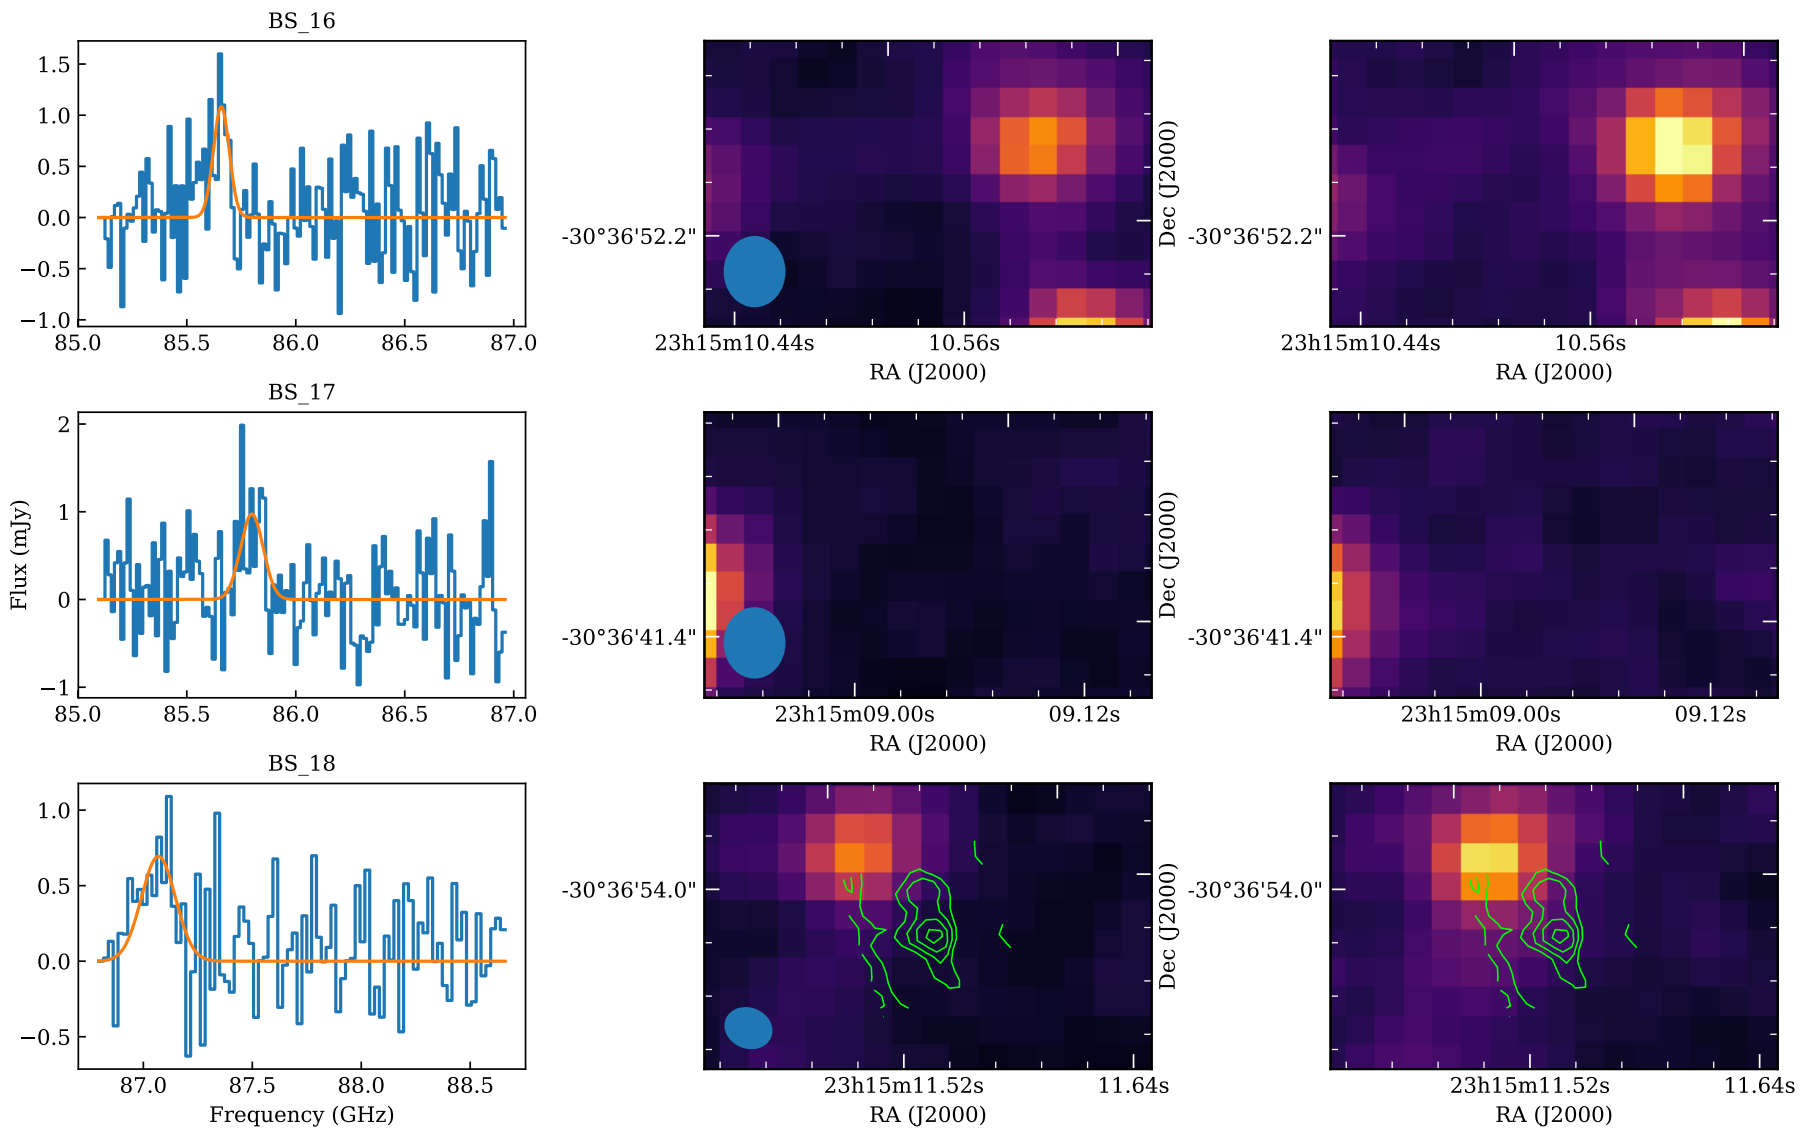 BS_16
1.5
1.0
0.5
0.0
−0.5
−1.0
85.0 85.5 86.0 86.5 87.0
-30°36'52.2"
23h15m10.44s 10.56s
RA (J2000)
Dec (J2000)
-30°36'52.2"
23h15m10.44s 10.56s
RA (J2000)
BS_17
Flux (mJy)
2
1
0
−1
85.0 85.5 86.0 86.5 87.0
-30°36'41.4"
23h15m09.00s 09.12s
RA (J2000)
Dec (J2000)
-30°36'41.4"
23h15m09.00s 09.12s
RA (J2000)
BS_18
1.0
0.5
0.0
−0.5
87.0 87.5 88.0 88.5
Frequency (GHz)
-30°36'54.0"
23h15m11.52s 11.64s
RA (J2000)
Dec (J2000)
-30°36'54.0"
23h15m11.52s 11.64s
RA (J2000)